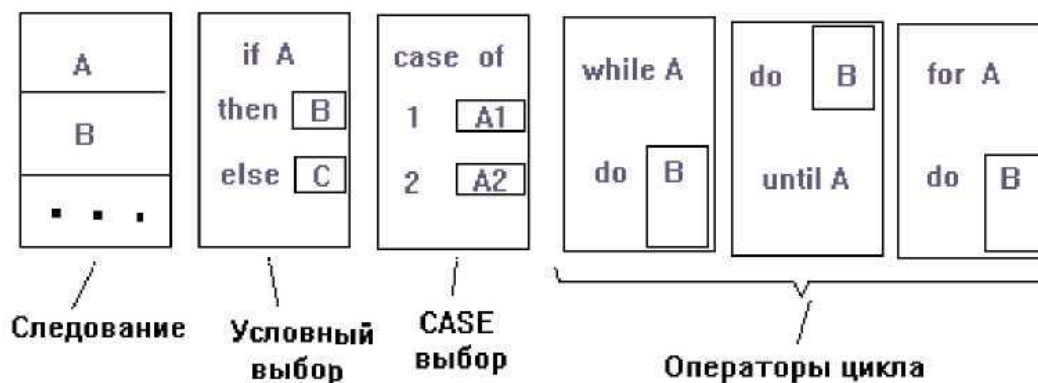 A
B
. . .
Следование
if A
then B
else C
Условный
выбор
case of
1 A1
2 A2
CASE
выбор
while A
do B
do B
until A
for A
do B
Операторы цикла